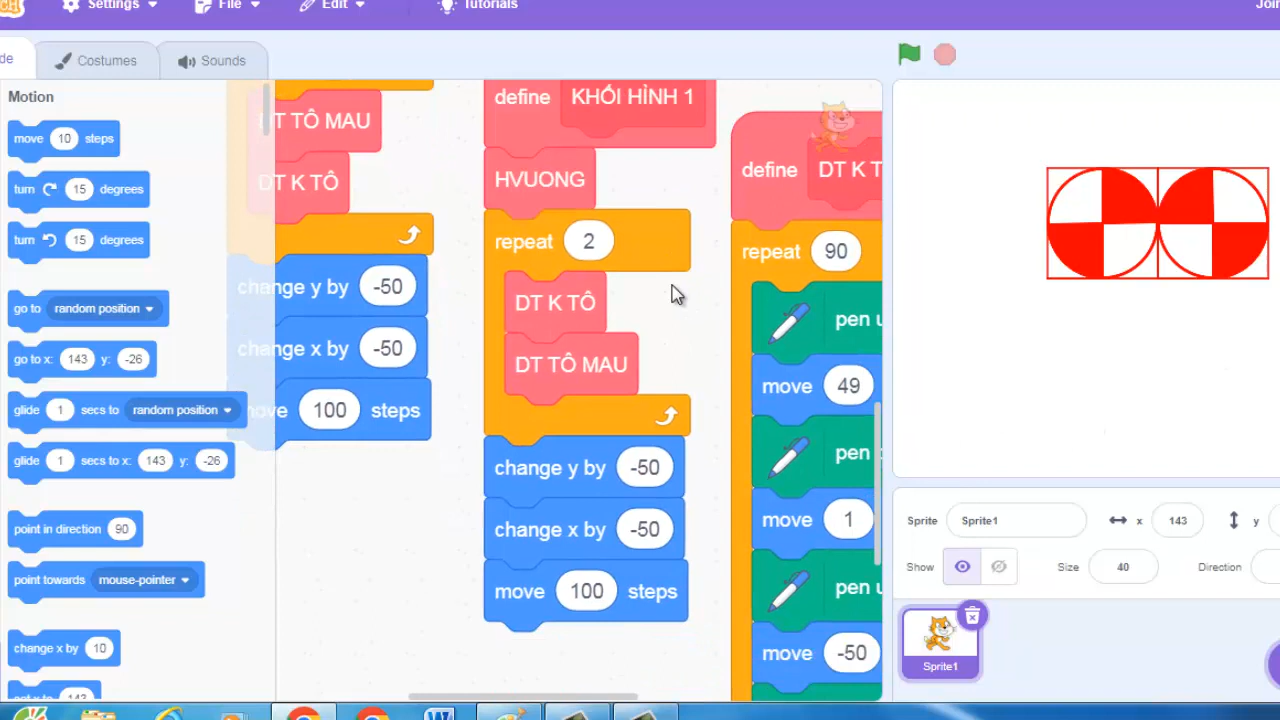 Settings File Edit Tutorials
Costumes Sounds
Motion
move 10 steps
turn 15 degrees
turn 15 degrees
go to random position
go to x: 143 y: -26
glide 1 secs to random position
glide 1 secs to x: 143 y: -26
point in direction 90
point towards mouse-pointer
change x by 10
DT TÔ MAU
DT K TÔ
change y by -50
change x by -50
move 100 steps
define KHỐI HÌNH 1
HVUONG
repeat 2
DT K TÔ
DT TÔ MAU
change y by -50
change x by -50
move 100 steps
define DT K T
repeat 90
pen
move 49
pen
move 1
pen
move -50
Sprite Sprite1 x 143 y
Show Size 40 Direction
Sprite1